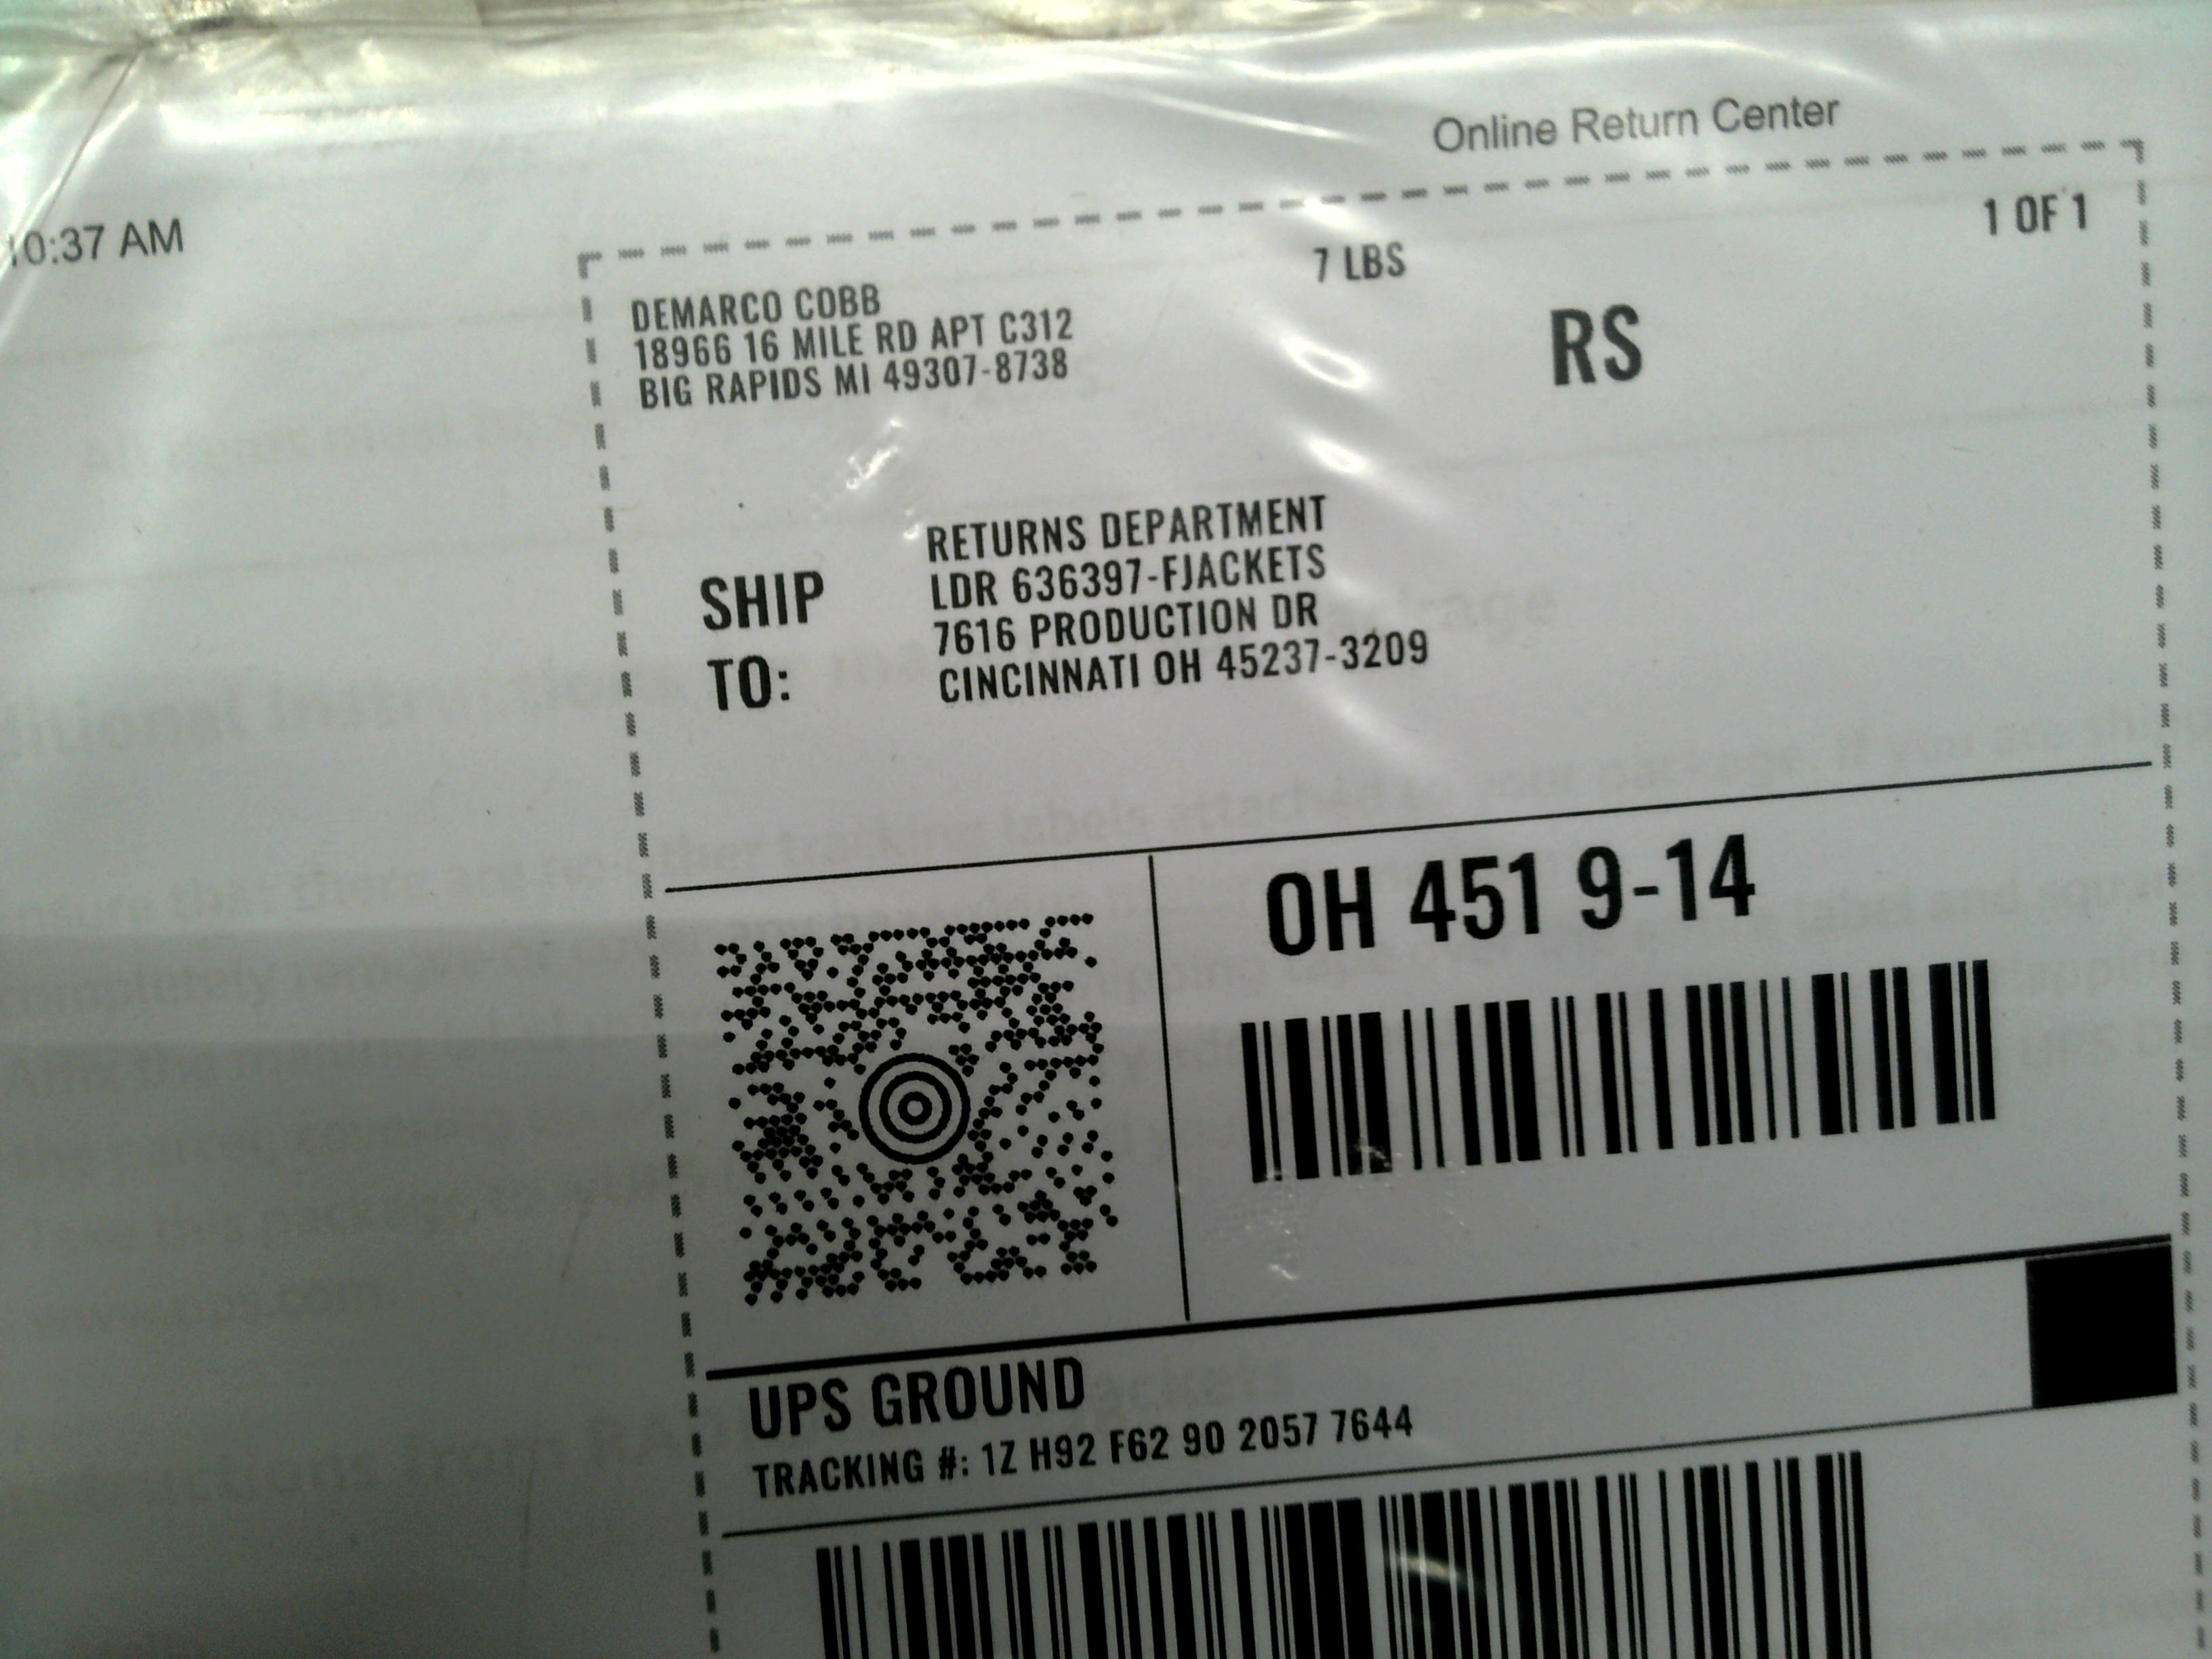 Online Return Center
10:37 AM
1 OF 1
7 LBS
DEMARCO COBB
18966 16 MILE RD APT C312
BIG RAPIDS MI 49307-8738
RS
SHIP
TO:
RETURNS DEPARTMENT
LDR 636397-FJACKETS
7616 PRODUCTION DR
CINCINNATI OH 45237-3209
OH 451 9-14
UPS GROUND
TRACKING #: 1Z H92 F62 90 2057 7644